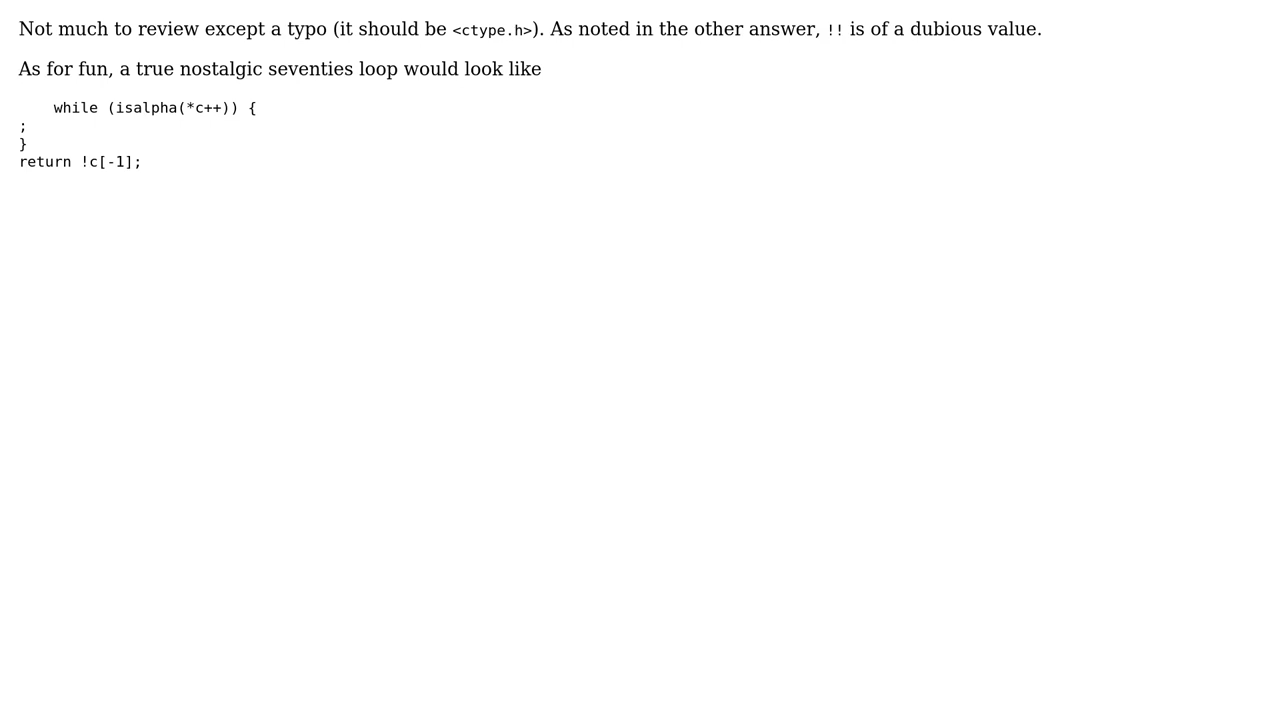 Not much to review except a typo (it should be <ctype.h>). As noted in the other answer, !! is of a dubious value.
As for fun, a true nostalgic seventies loop would look like
    while (isalpha(*c++)) {
;
}
return !c[-1];